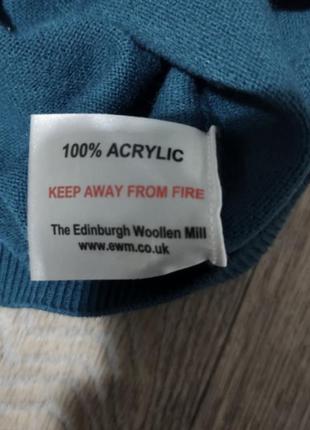 100% ACRYLIC
KEEP AWAY FROM FIRE
The Edinburgh Woollen Mill
www.ewm.co.uk